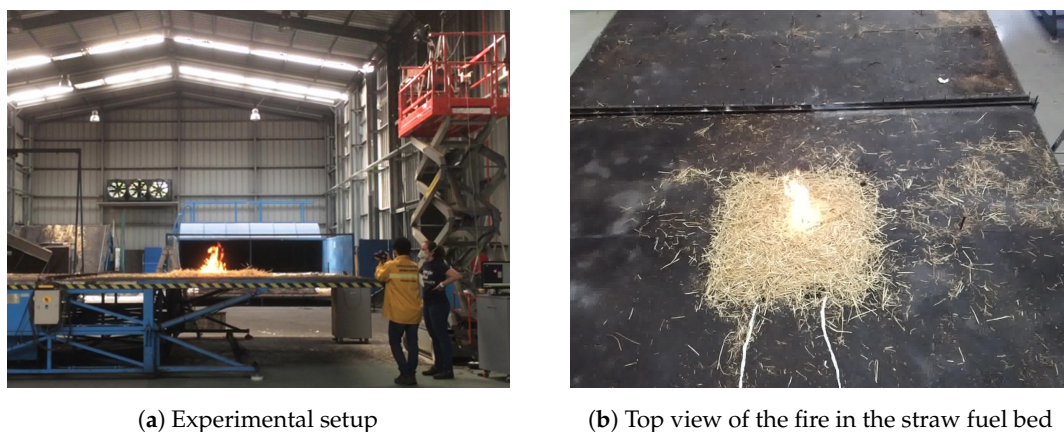 (a) Experimental setup
(b) Top view of the fire in the straw fuel bed